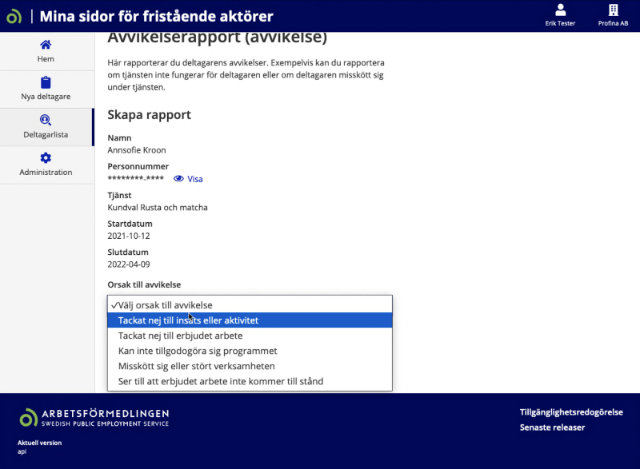 Mina sidor för fristående aktörer
Erik Tester
Profina AB
Hem
Nya deltagare
Deltagarlista
Administration
Avvikelserapport (avvikelse)
Här rapporterar du deltagarens avvikelser. Exempelvis kan du rapportera
om tjänsten inte fungerar för deltagaren eller om deltagaren misskött sig
under tjänsten.
Skapa rapport
Namn
Annsofie Kroon
Personnummer
********-**** Visa
Tjänst
Kundval Rusta och matcha
Startdatum
2021-10-12
Slutdatum
2022-04-09
Orsak till avvikelse
✓Välj orsak till avvikelse
Tackat nej till insats eller aktivitet
Tackat nej till erbjudet arbete
Kan inte tillgodogöra sig programmet
Misskött sig eller stört verksamheten
Ser till att erbjudet arbete inte kommer till stånd
ARBETSFÖRMEDLINGEN
SWEDISH PUBLIC EMPLOYMENT SERVICE
Aktuell version
api
Tillgänglighetsredogörelse
Senaste releaser